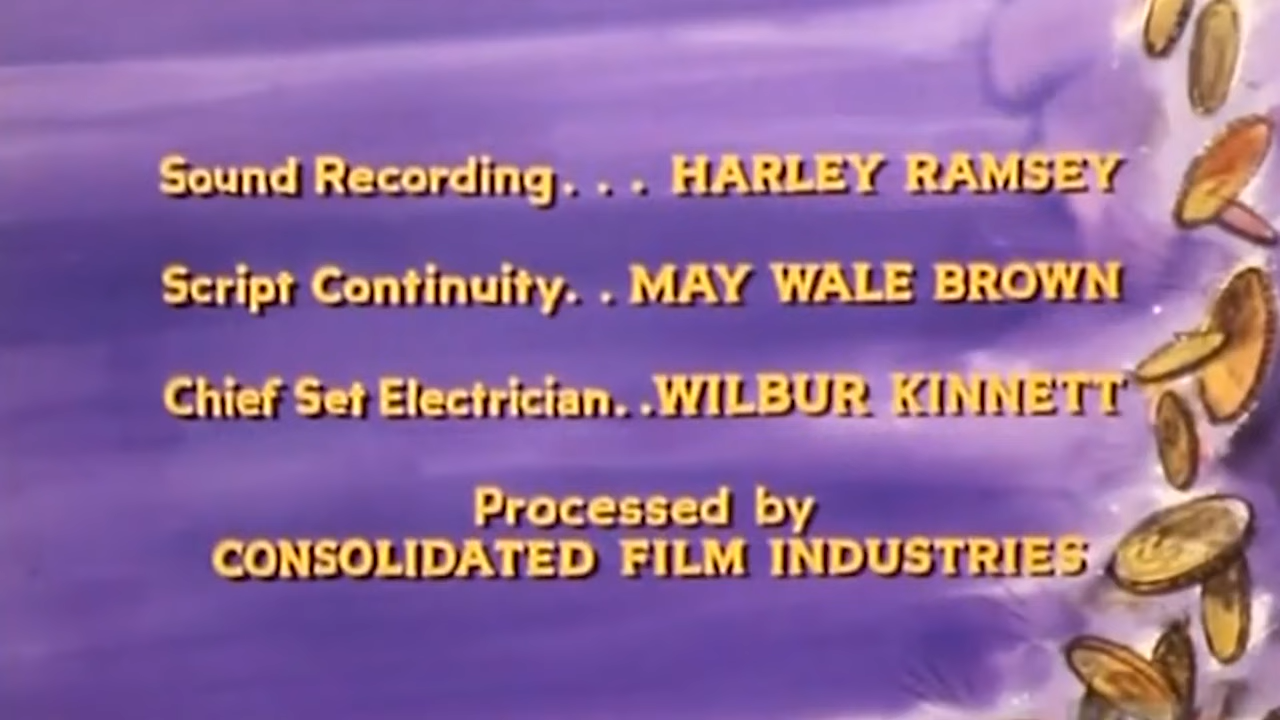 Sound Recording. . . HARLEY RAMSEY
Script Continuity. . MAY WALE BROWN
Chief Set Electrician. .WILBUR KINNETT
Processed by
CONSOLIDATED FILM INDUSTRIES